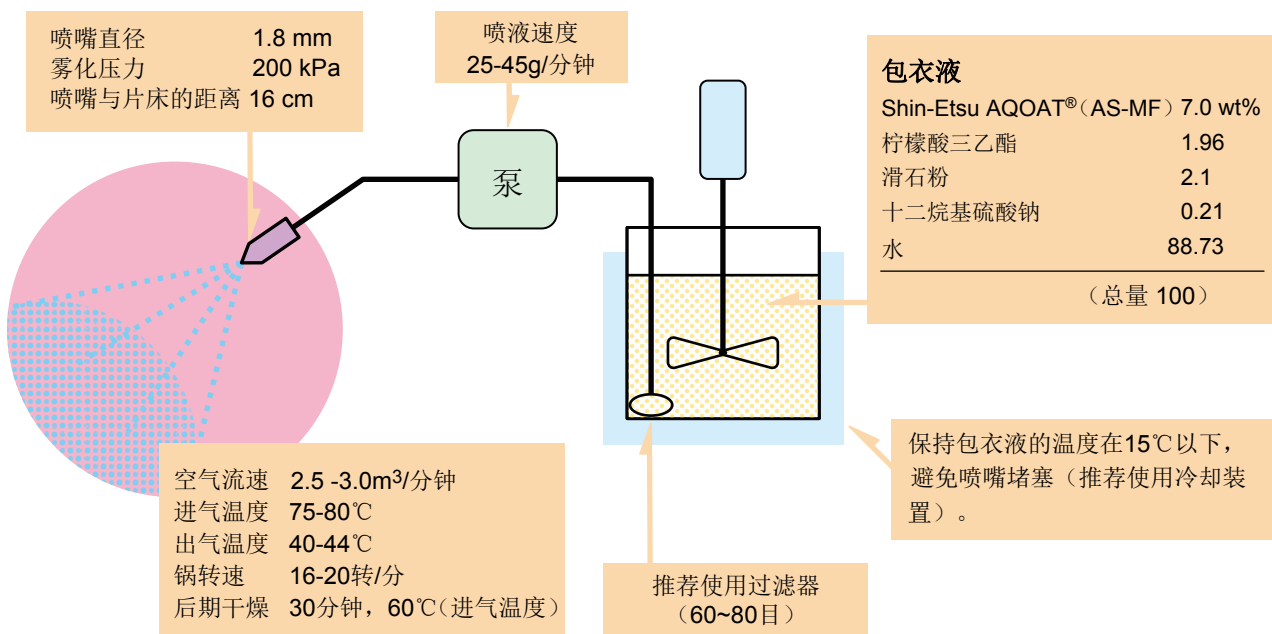 喷嘴直径 1.8 mm
雾化压力 200 kPa
喷嘴与片床的距离 16 cm
喷液速度
25-45g/分钟
泵
包衣液
Shin-Etsu AQOAT®（AS-MF）7.0 wt%
柠檬酸三乙酯 1.96
滑石粉 2.1
十二烷基硫酸钠 0.21
水 88.73
（总量 100）
保持包衣液的温度在15℃以下，
避免喷嘴堵塞（推荐使用冷却装
置）。
空气流速 2.5 -3.0m³/分钟
进气温度 75-80℃
出气温度 40-44℃
锅转速 16-20转/分
后期干燥 30分钟，60℃（进气温度）
推荐使用过滤器
（60~80目）